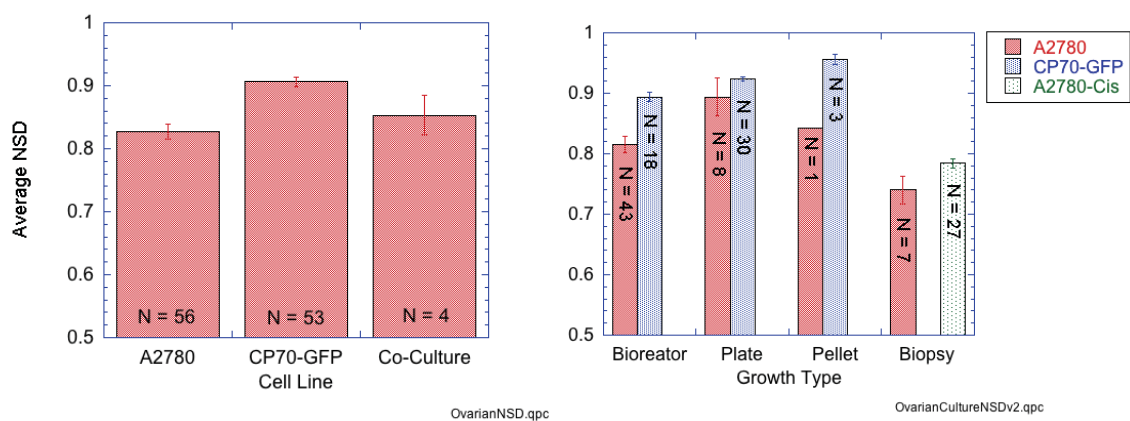 1
0.9
0.8
0.7
0.6
0.5
Average NSD
N = 56
N = 53
N = 4
A2780
CP70-GFP
Co-Culture
Cell Line
OvarianNSD.qpc
1
0.9
0.8
0.7
0.6
0.5
N = 43
N = 18
N = 8
N = 30
N = 1
N = 3
N = 7
N = 27
Bioreator
Plate
Pellet
Biopsy
Growth Type
OvarianCultureNSDv2.qpc
A2780
CP70-GFP
A2780-Cis